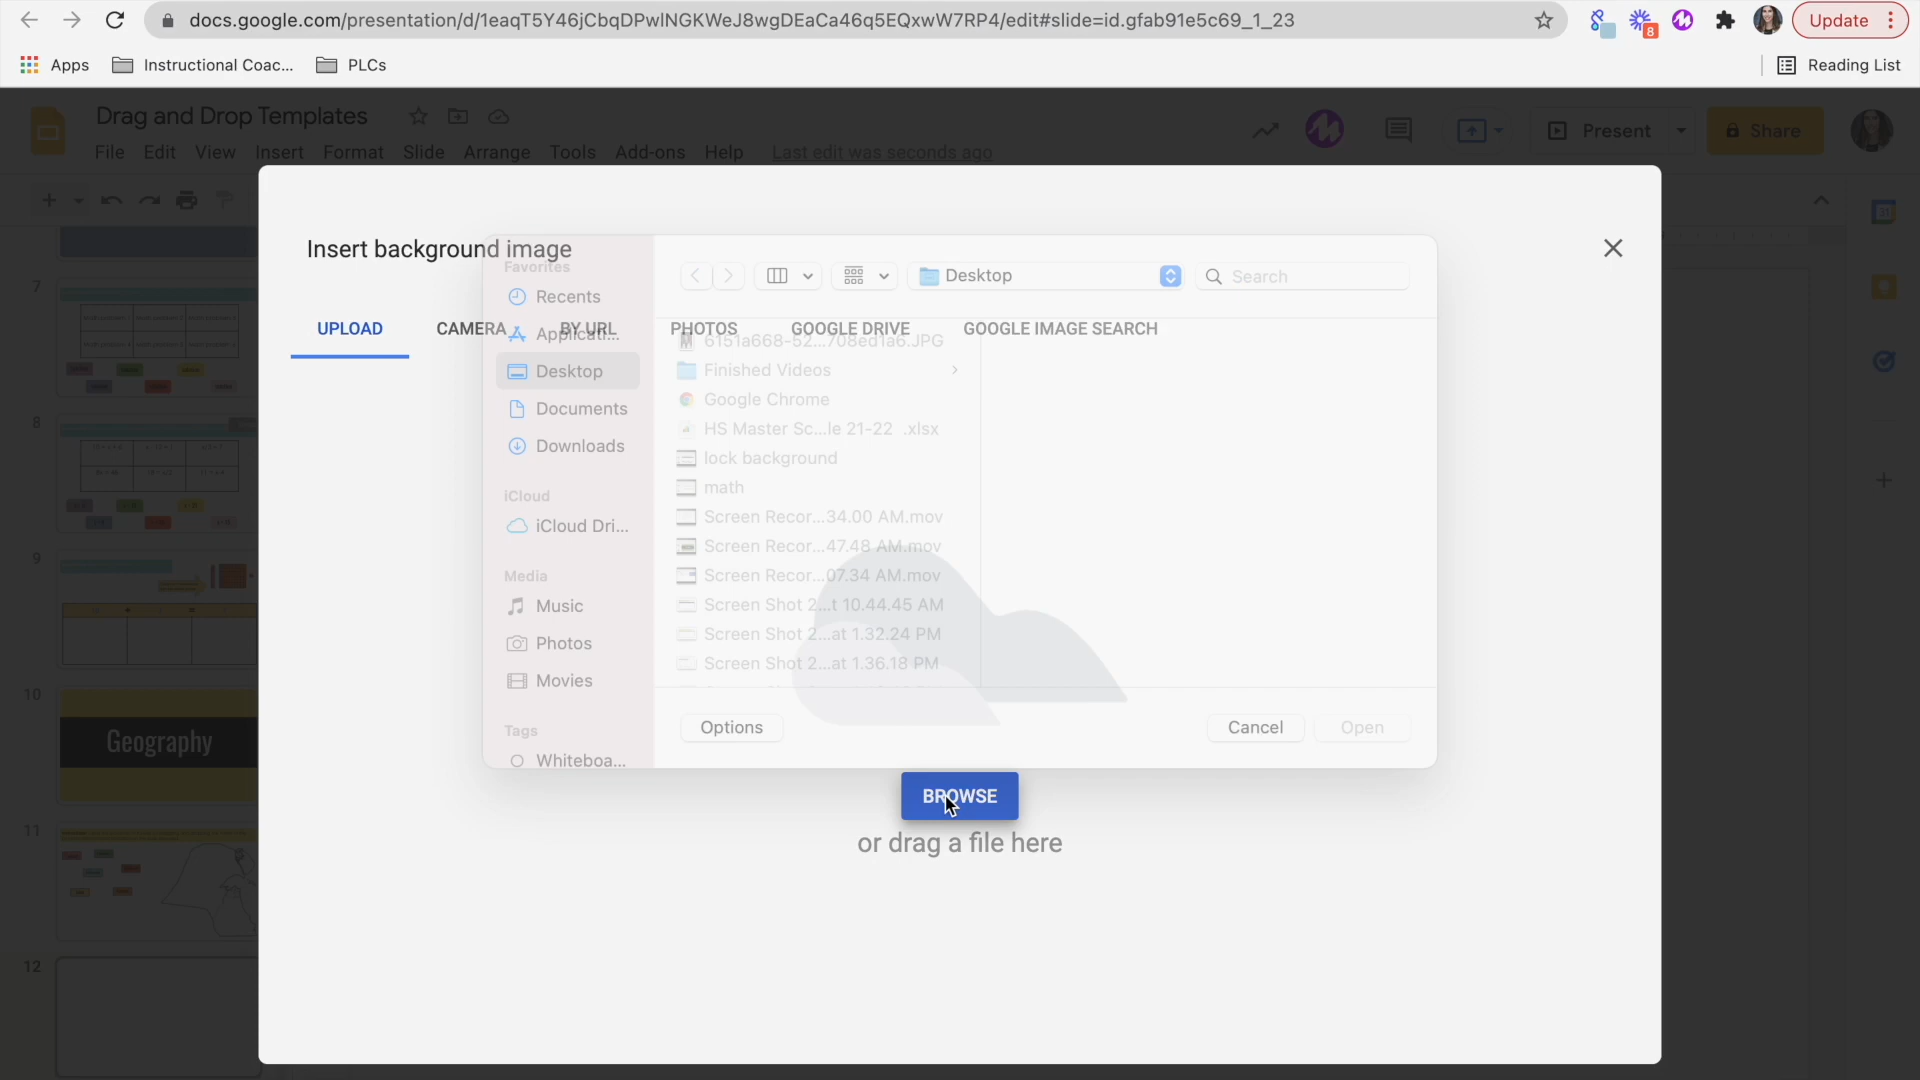 docs.google.com/presentation/d/1eaqT5Y46jCbqDPwlNGKWeJ8wgDEaCa46q5EQxwW7RP4/edit#slide=id.gfab91e5c69_1_23
8
Update
Apps
Instructional Coac...
PLCs
Reading List
Drag and Drop Templates
File Edit View Insert Format Slide Arrange Tools Add-ons Help Last edit was seconds ago
Present
Share
Insert background image
UPLOAD CAMERA BY URL PHOTOS GOOGLE DRIVE GOOGLE IMAGE SEARCH
Favorites
Recents
Applicati...
Desktop
Documents
Downloads
iCloud
iCloud Dri...
Media
Music
Photos
Movies
Tags
Whiteboa...
Desktop
Search
6151a668-52...708ed1a6.JPG
Finished Videos
Google Chrome
HS Master Sc...le 21-22 .xlsx
lock background
math
Screen Recor...34.00 AM.mov
Screen Recor...47.48 AM.mov
Screen Recor...07.34 AM.mov
Screen Shot 2...t 10.44.45 AM
Screen Shot 2...at 1.32.24 PM
Screen Shot 2...at 1.36.18 PM
Options
Cancel
Open
BROWSE
or drag a file here
7
8
9
10
Geography
11
12
31